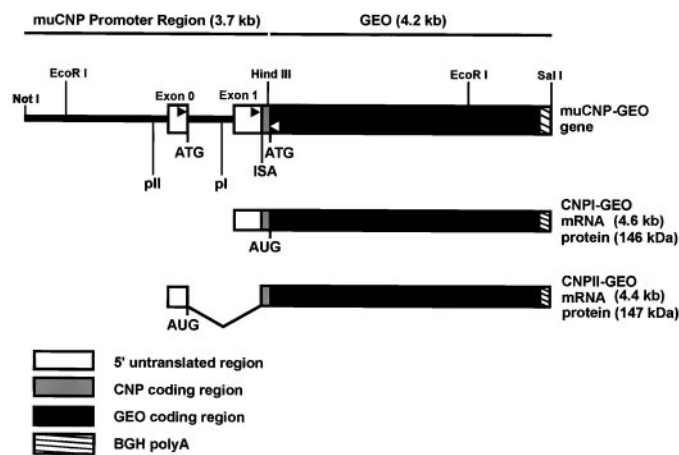 muCNP Promoter Region (3.7 kb)
GEO (4.2 kb)
Not I
EcoR I
Exon 0
Exon 1
Hind III
EcoR I
Sal I
muCNP-GEO
gene
pII
ATG
pI
ISA
ATG
CNPI-GEO
mRNA (4.6 kb)
protein (146 kDa)
AUG
CNPII-GEO
mRNA (4.4 kb)
protein (147 kDa)
AUG
5' untranslated region
CNP coding region
GEO coding region
BGH polyA